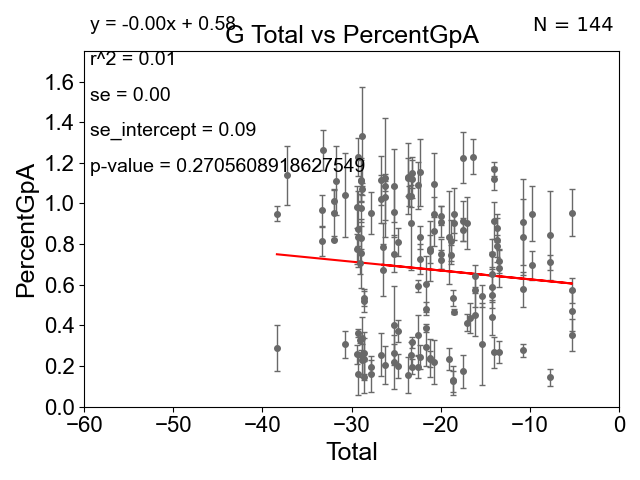 y = -0.00x + 0.58
N = 144
G Total vs PercentGpA
r^2 = 0.01
se = 0.00
se_intercept = 0.09
p-value = 0.2705608918627549
PercentGpA
1.6
1.4
1.2
1.0
0.8
0.6
0.4
0.2
0.0
−60 −50 −40 −30 −20 −10 0
Total